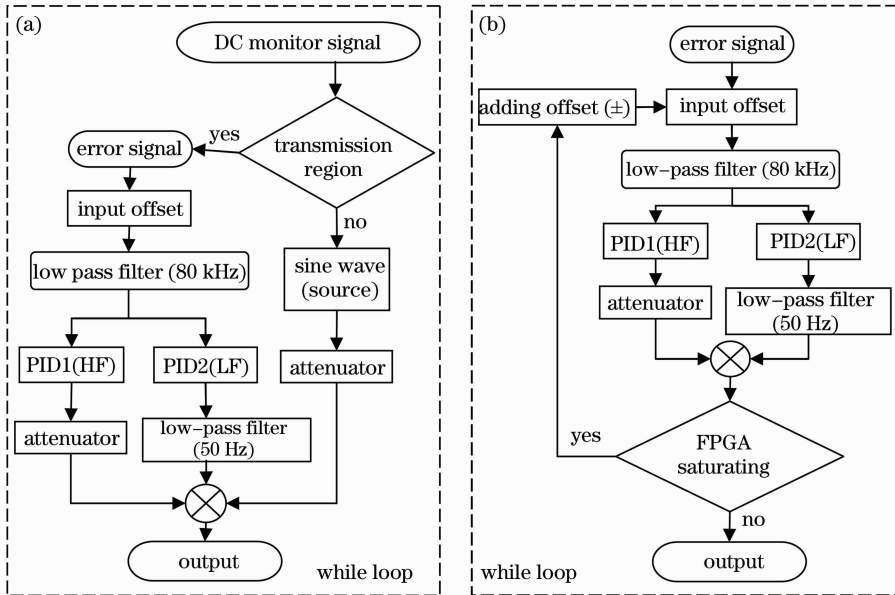 (a)
DC monitor signal
transmission
region
yes
no
error signal
input offset
low pass filter (80 kHz)
PID1(HF)
PID2(LF)
attenuator
low-pass filter
(50 Hz)
sine wave
(source)
attenuator
output
while loop
(b)
error signal
adding offset (±)
input offset
low-pass filter (80 kHz)
PID1(HF)
PID2(LF)
attenuator
low-pass filter
(50 Hz)
yes
FPGA
saturating
no
output
while loop